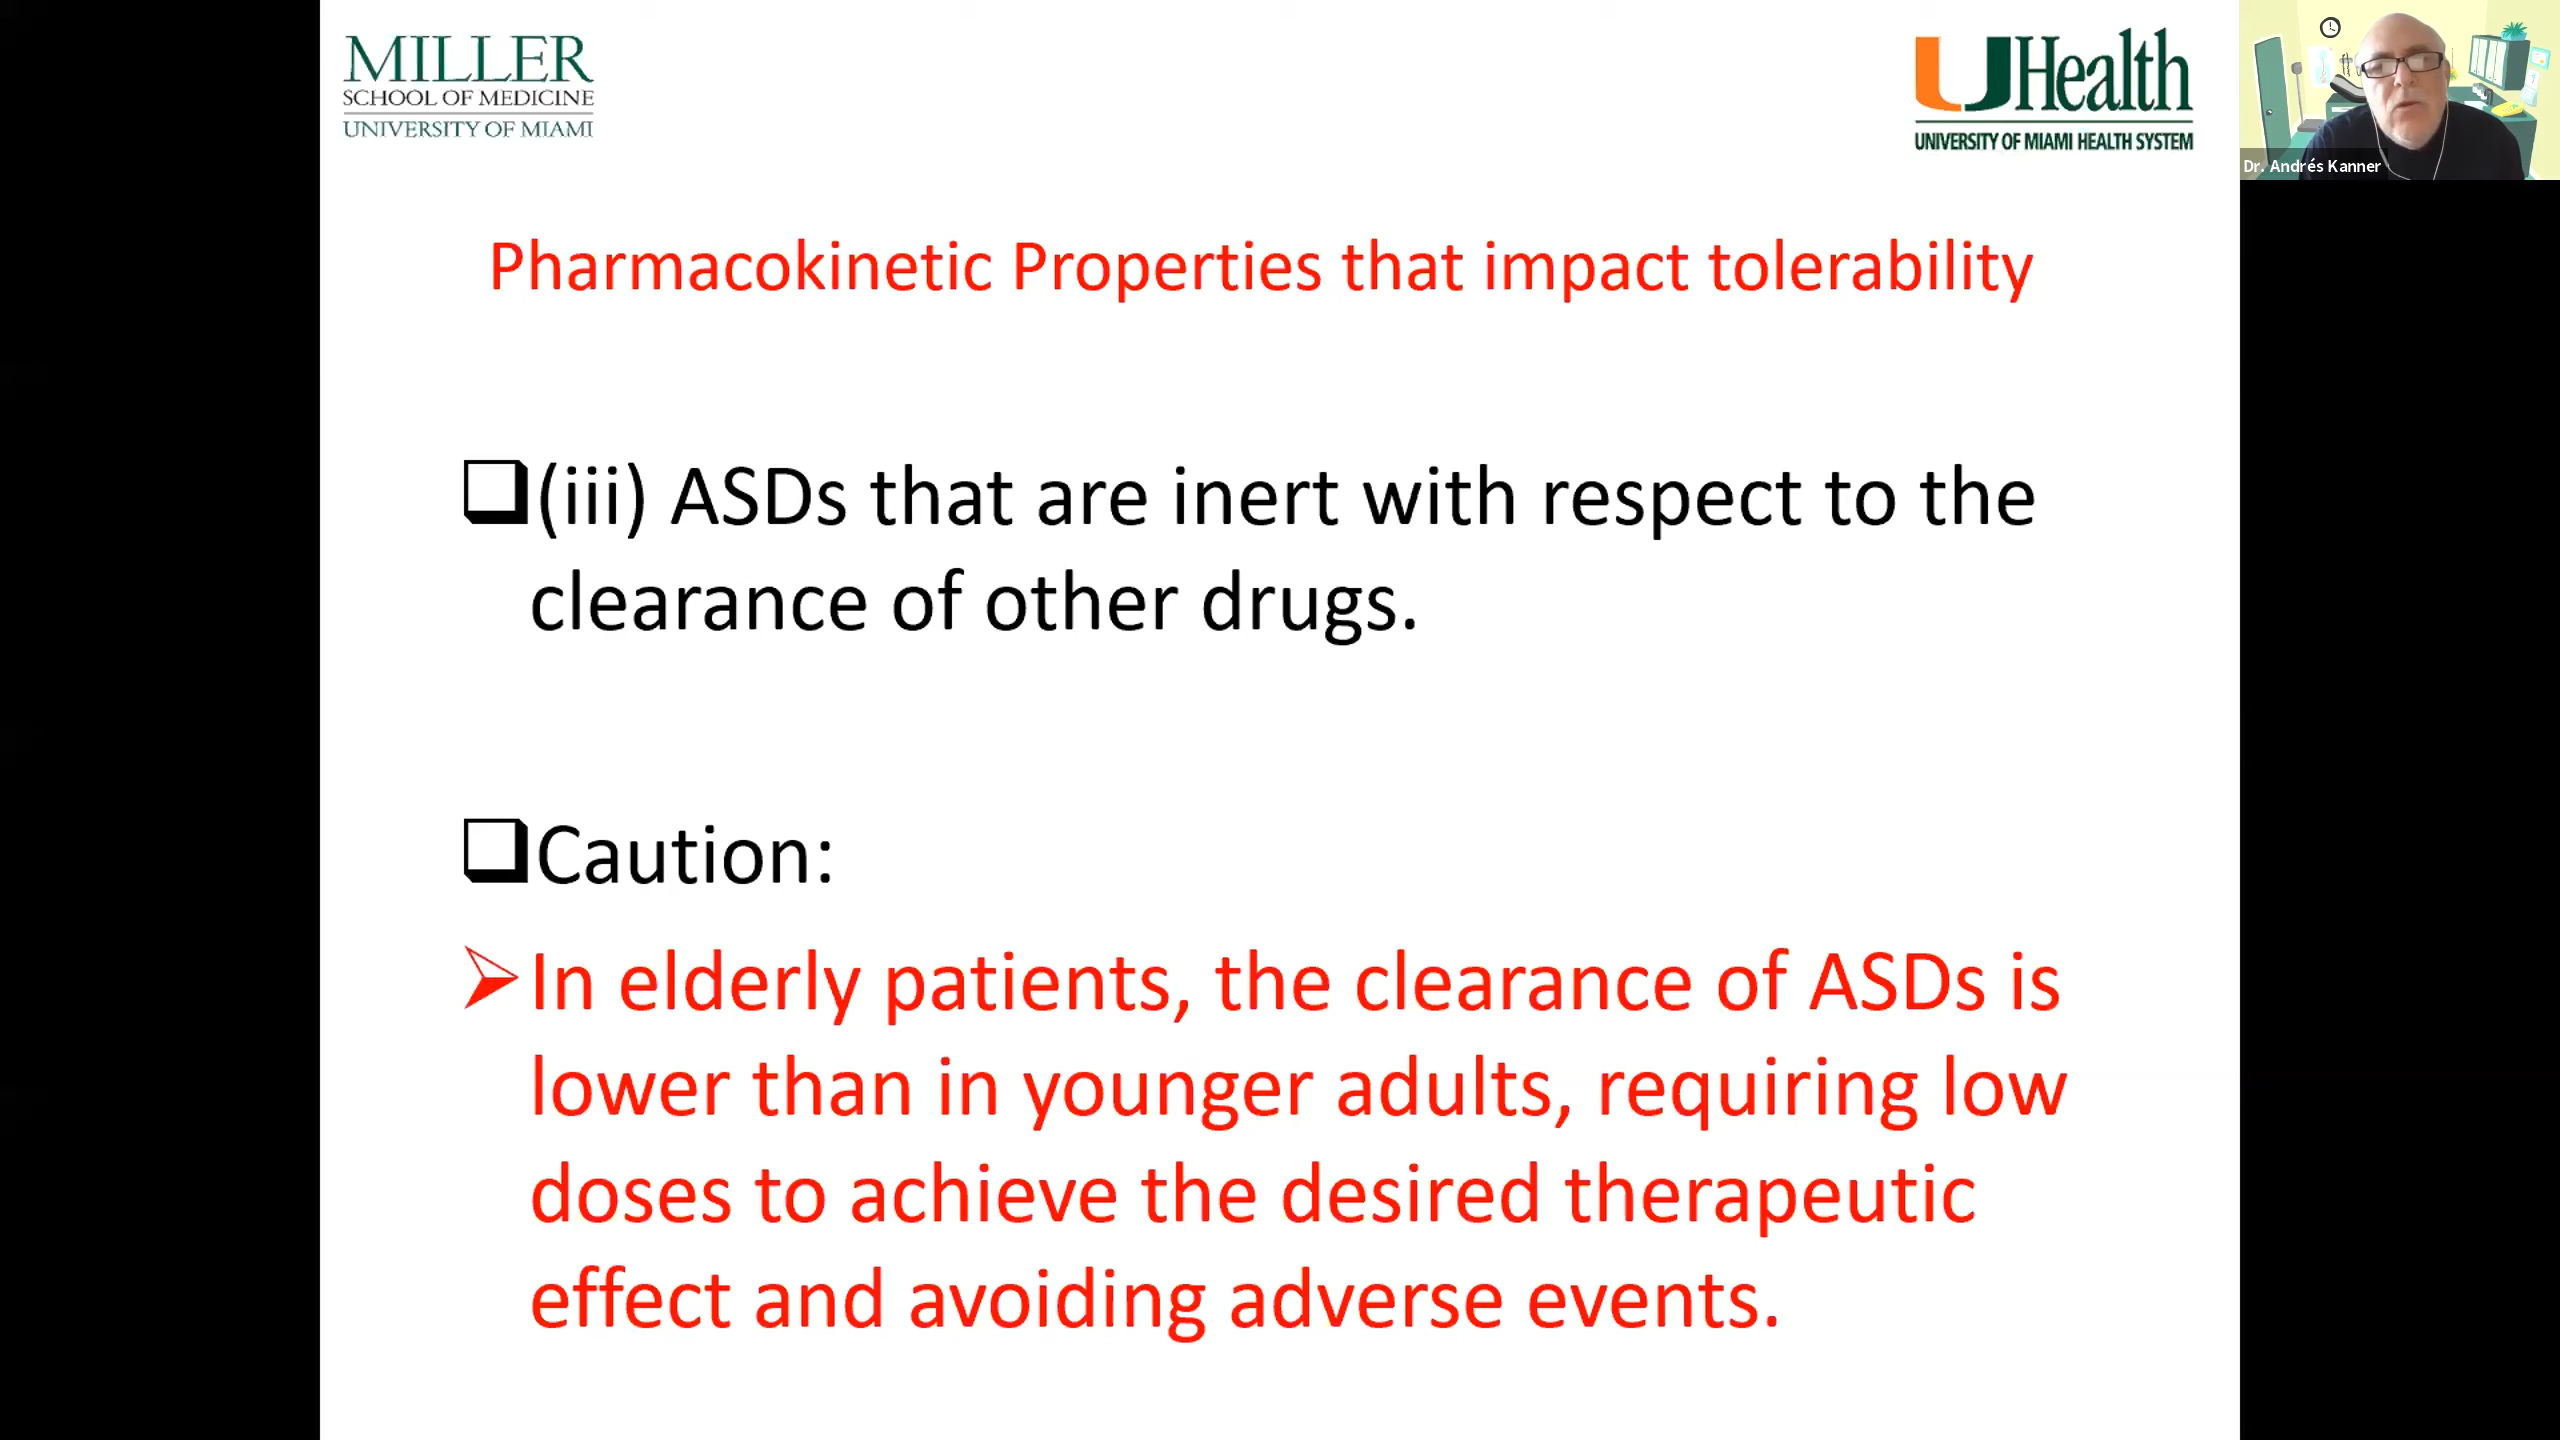 MILLER
SCHOOL OF MEDICINE
UNIVERSITY OF MIAMI
UHealth
UNIVERSITY OF MIAMI HEALTH SYSTEM
Dr. Andrés Kanner
Pharmacokinetic Properties that impact tolerability
(iii) ASDs that are inert with respect to the
clearance of other drugs.
Caution:
In elderly patients, the clearance of ASDs is
lower than in younger adults, requiring low
doses to achieve the desired therapeutic
effect and avoiding adverse events.